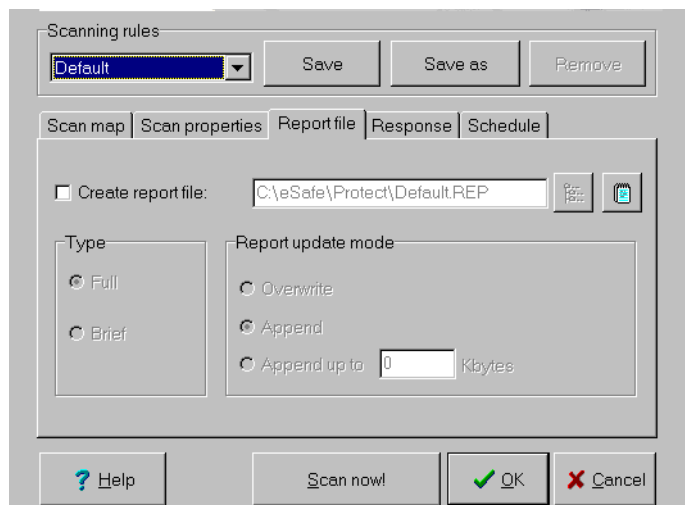 Scanning rules
Default Save Save as Remove
Scan map Scan properties Report file Response Schedule
Create report file: C:\eSafe\Protect\Default.REP
Type Report update mode
Full Overwrite
Brief Append
Append up to 0 Kbytes
? Help Scan now! OK Cancel